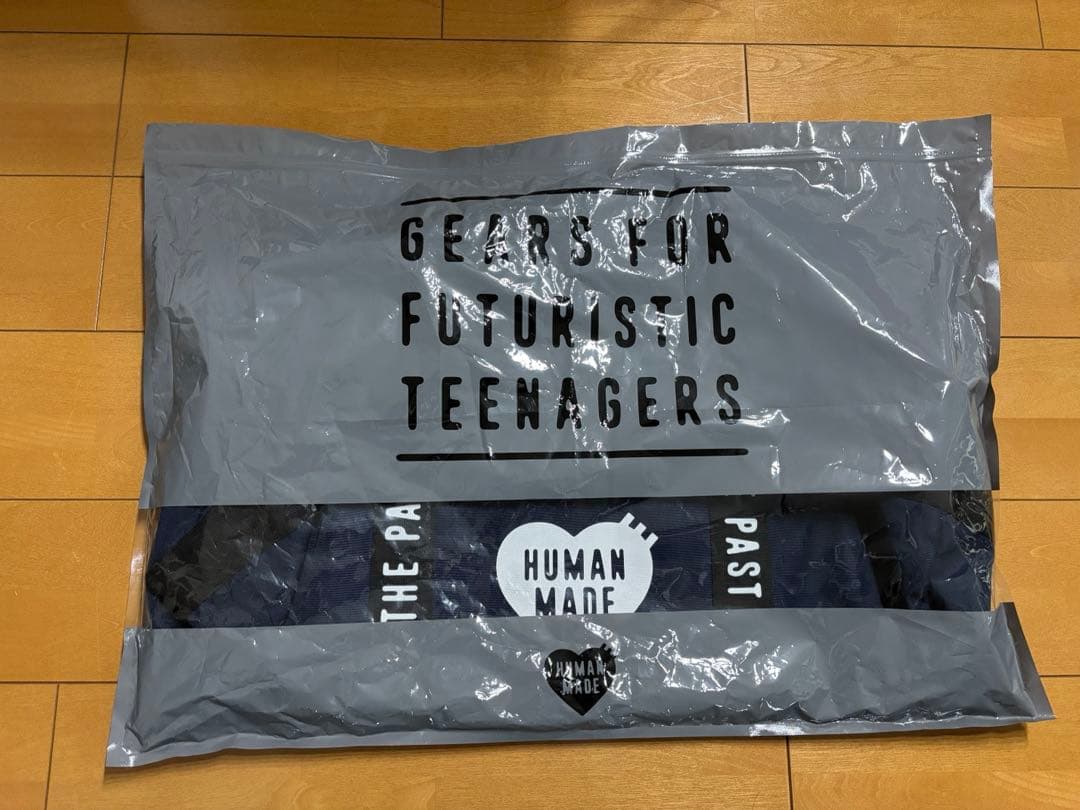 GEARS FOR
FUTURISTIC
TEENAGERS
THE PA
HUMAN
MADE
PAST
HUMAN
MADE